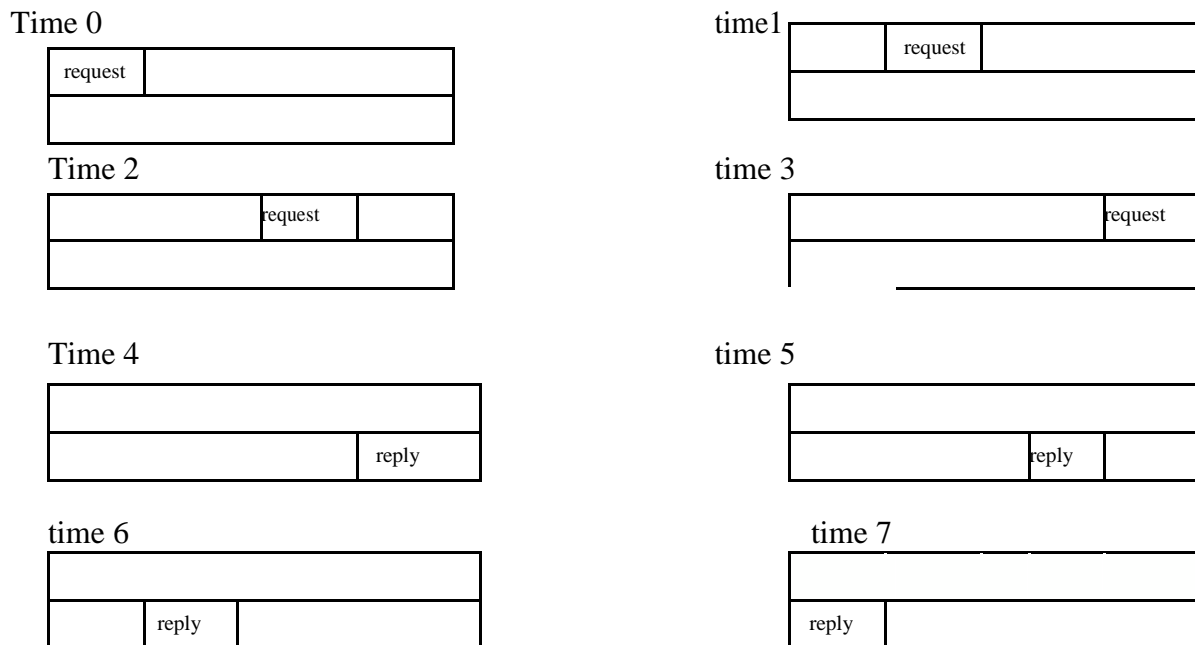 Time 0
time1
request
request
Time 2
time 3
request
request
Time 4
time 5
reply
reply
time 6
time 7
reply
reply